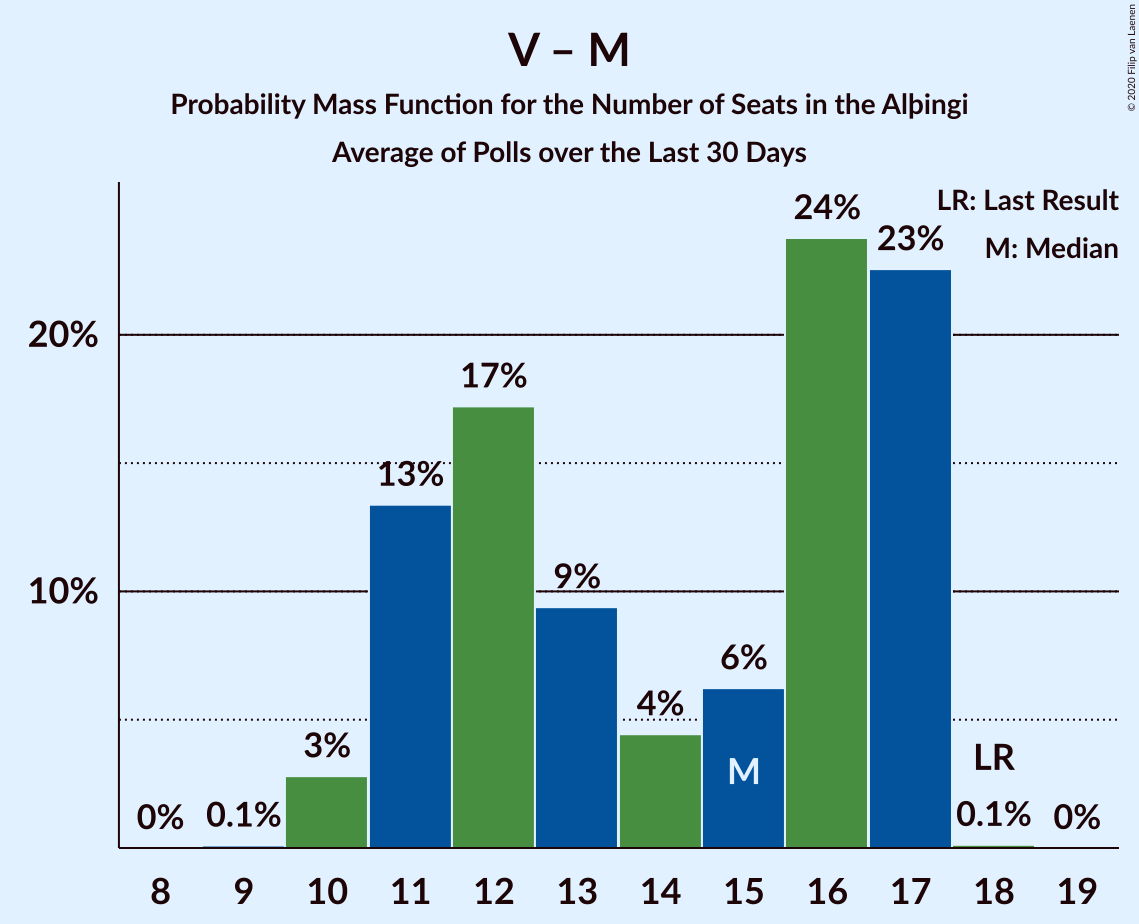 V – M
Probability Mass Function for the Number of Seats in the Alþingi
Average of Polls over the Last 30 Days
© 2020 Filip van Laenen
LR: Last Result
M: Median
20%
10%
0%
0.1%
3%
13%
17%
9%
4%
6%
24%
23%
0.1%
0%
M
LR
8 9 10 11 12 13 14 15 16 17 18 19